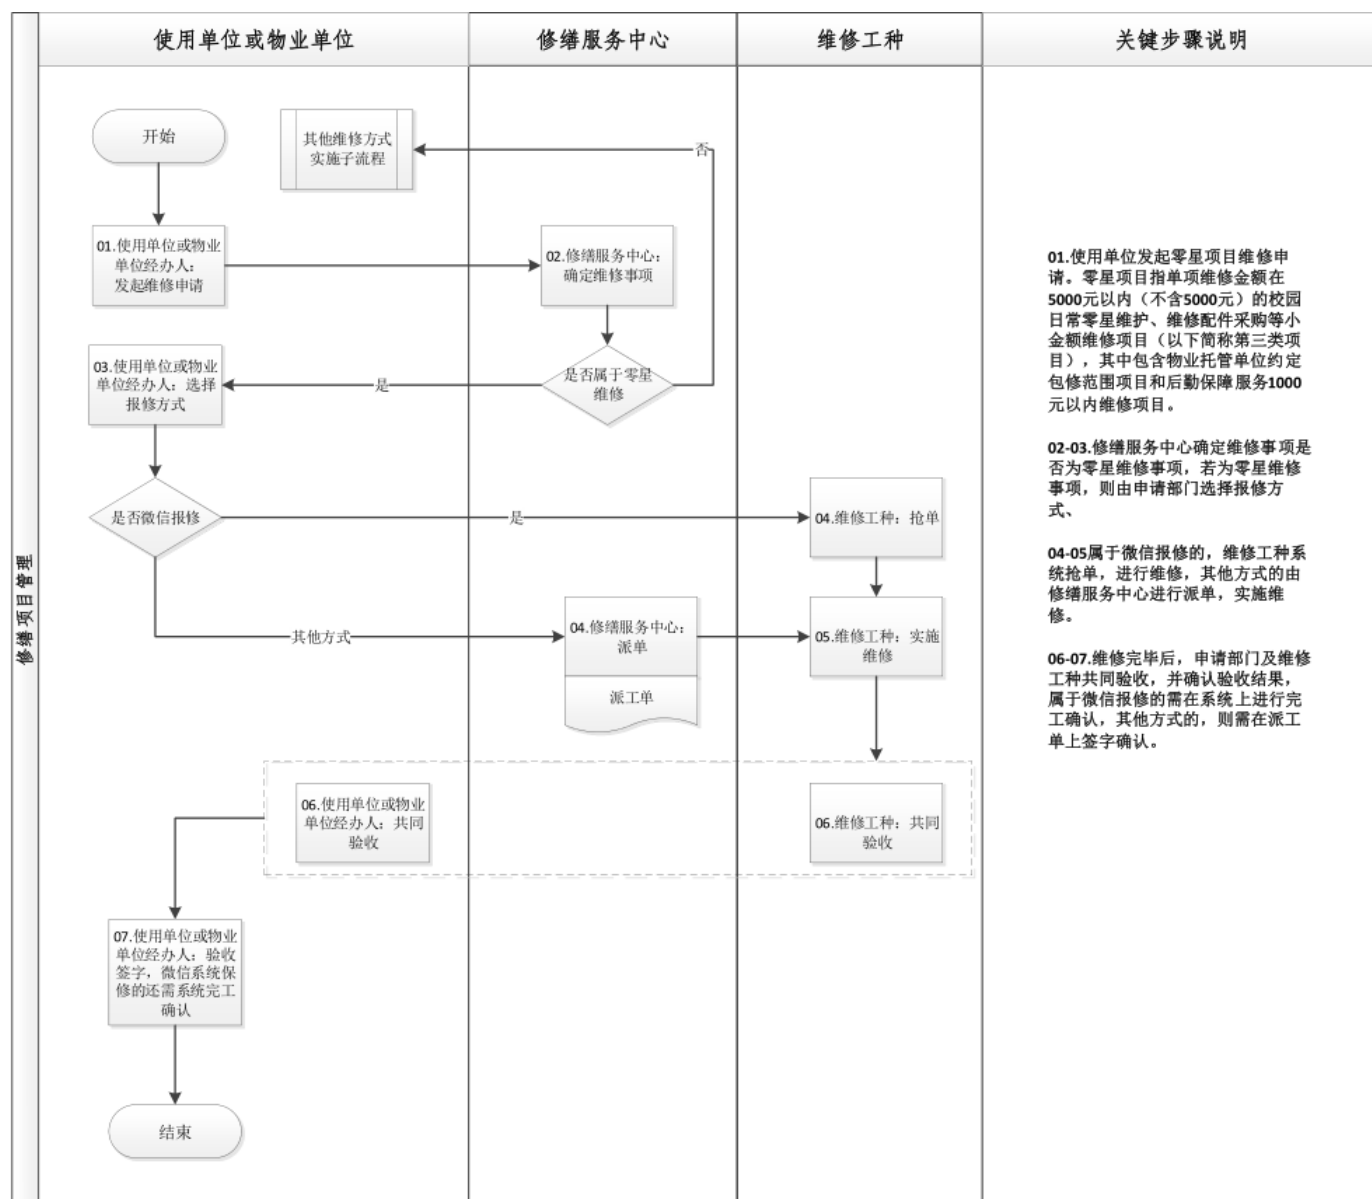 使用单位或物业单位
修缮服务中心
维修工种
关键步骤说明
修缮项目管理
开始
其他维修方式
实施子流程
否
01.使用单位或物业
单位经办人：
发起维修申请
02.修缮服务中心：
确定维修事项
03.使用单位或物业
单位经办人：选择
报修方式
是
是否属于零星
维修
是否微信报修
是
04.维修工种：抢单
其他方式
04.修缮服务中心：
派单
派工单
05.维修工种：实施
维修
06.使用单位或物业
单位经办人：共同
验收
06.维修工种：共同
验收
07.使用单位或物业
单位经办人：验收
签字，微信系统保
修的还需系统完工
确认
结束
01.使用单位发起零星项目维修申
请。零星项目指单项维修金额在
5000元以内（不含5000元）的校园
日常零星维护、维修配件采购等小
金额维修项目（以下简称第三类项
目），其中包含物业托管单位约定
包修范围项目和后勤保障服务1000
元以内维修项目。
02-03.修缮服务中心确定维修事项是
否为零星维修事项，若为零星维修
事项，则由申请部门选择报修方
式、
04-05属于微信报修的，维修工种系
统抢单，进行维修，其他方式的由
修缮服务中心进行派单，实施维
修。
06-07.维修完毕后，申请部门及维修
工种共同验收，并确认验收结果，
属于微信报修的需在系统上进行完
工确认，其他方式的，则需在派工
单上签字确认。